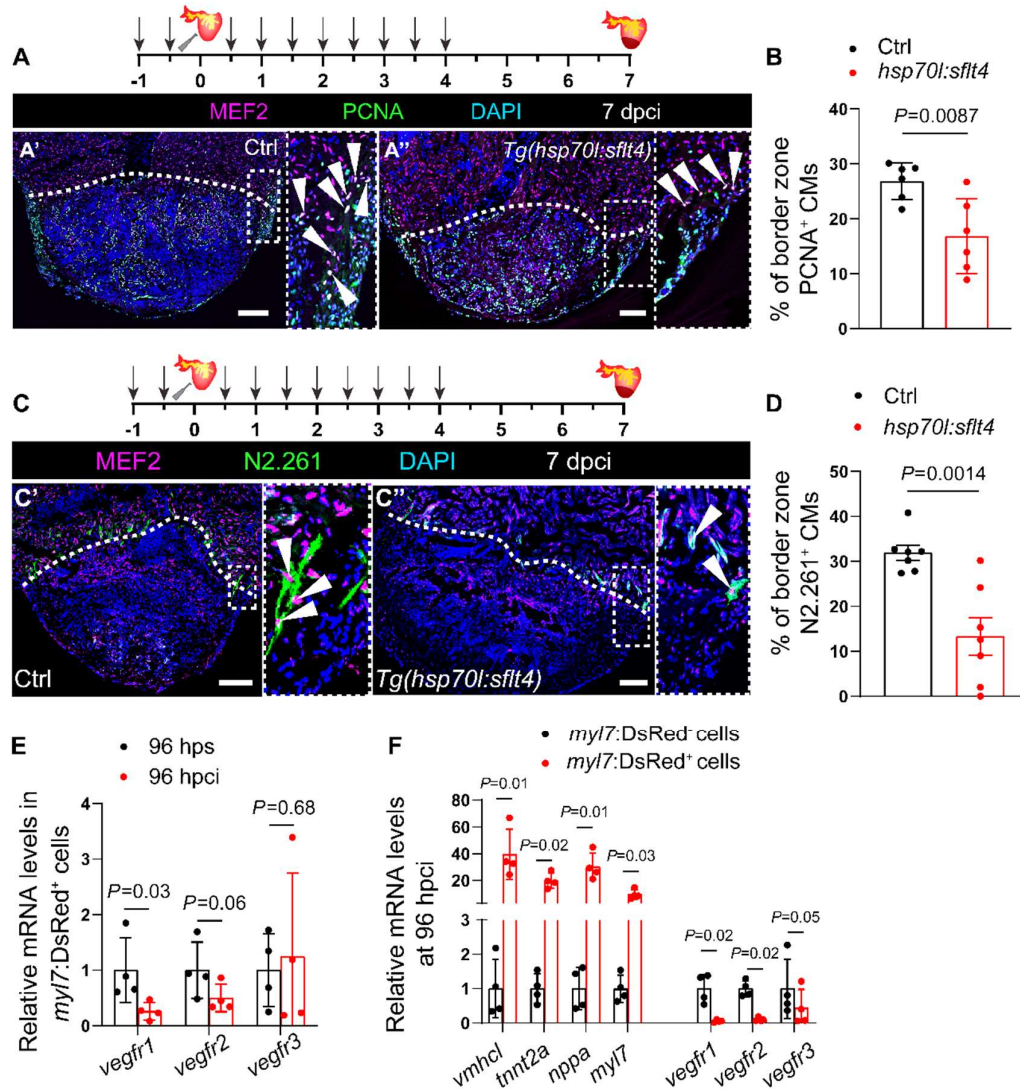 A
-1 0 1 2 3 4 5 6 7
MEF2 PCNA DAPI 7 dpci
A' Ctrl
A'' Tg(hsp70l:sflt4)
B
Ctrl
hsp70l:sflt4
P=0.0087
% of border zone
PCNA⁺ CMs
40
30
20
10
0
C
-1 0 1 2 3 4 5 6 7
MEF2 N2.261 DAPI 7 dpci
C'
Ctrl
C''
Tg(hsp70l:sflt4)
D
Ctrl
hsp70l:sflt4
P=0.0014
% of border zone
N2.261⁺ CMs
50
40
30
20
10
0
E
96 hps
96 hpci
Relative mRNA levels in
myl7:DsRed⁺ cells
4
3
2
1
0
P=0.03
P=0.06
P=0.68
vegfr1 vegfr2 vegfr3
F
myl7:DsRed⁻ cells
myl7:DsRed⁺ cells
Relative mRNA levels
at 96 hpci
80
60
40
20
3
2
1
0
P=0.01
P=0.02
P=0.01
P=0.03
P=0.02
P=0.02
P=0.05
vmhcl tnnt2a nppa myl7 vegfr1 vegfr2 vegfr3